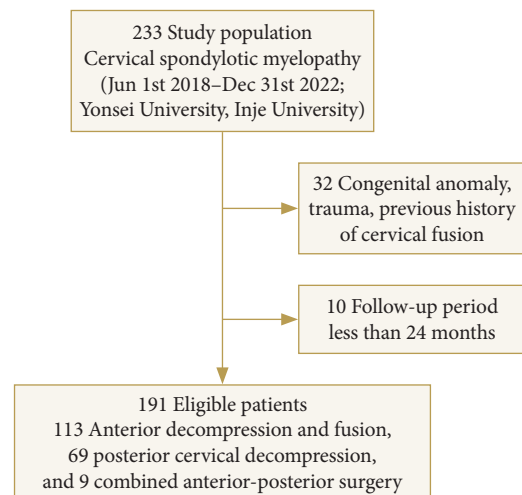 233 Study population
Cervical spondylotic myelopathy
(Jun 1st 2018–Dec 31st 2022;
Yonsei University, Inje University)
32 Congenital anomaly,
trauma, previous history
of cervical fusion
10 Follow-up period
less than 24 months
191 Eligible patients
113 Anterior decompression and fusion,
69 posterior cervical decompression,
and 9 combined anterior-posterior surgery